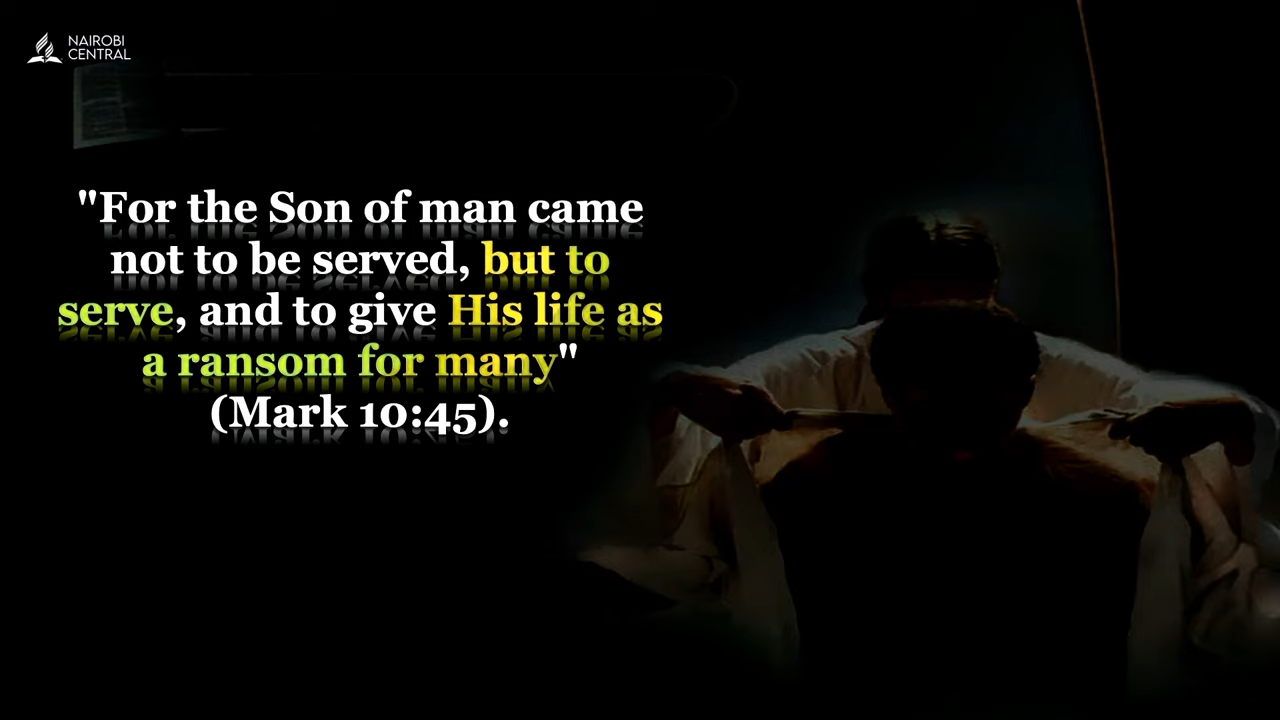 NAIROBI
CENTRAL
"For the Son of man came
not to be served, but to
serve, and to give His life as
a ransom for many"
(Mark 10:45).